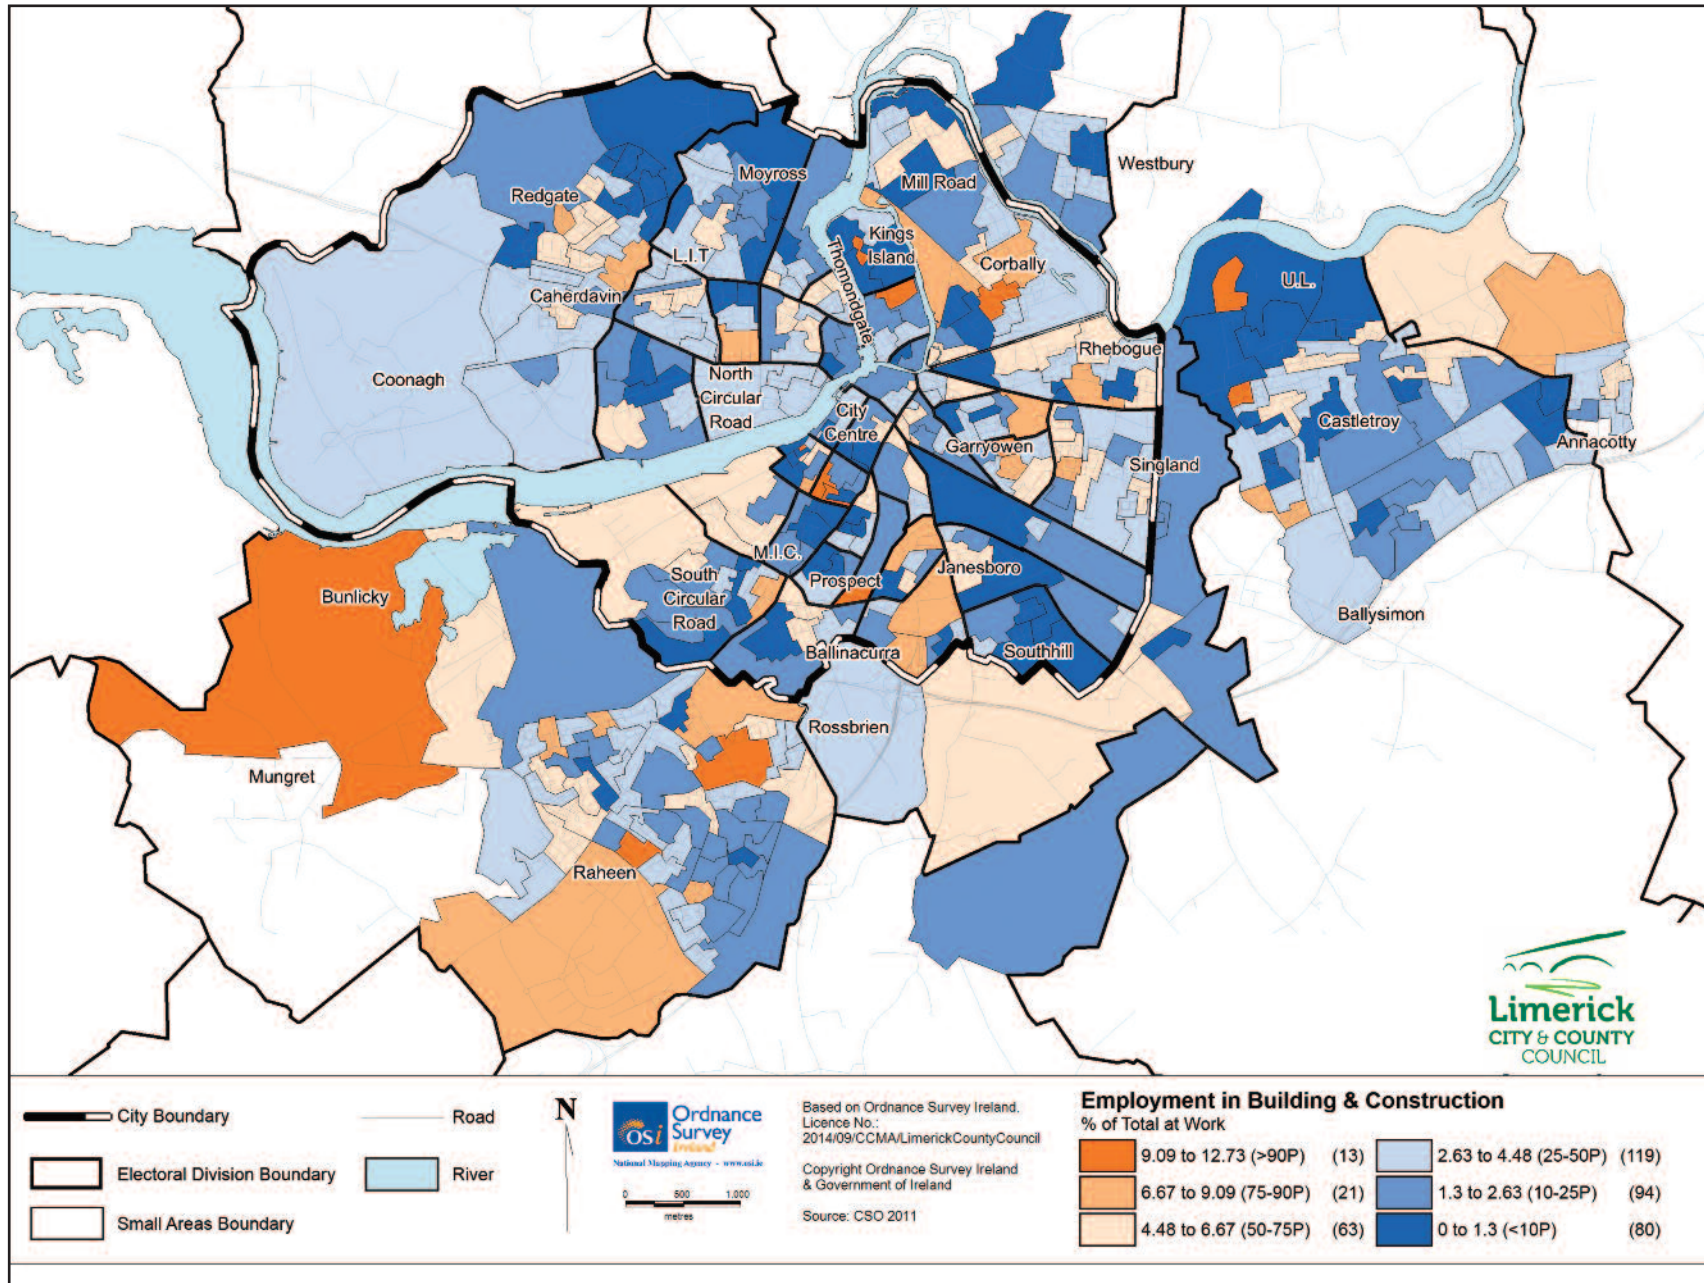 Westbury
Moyross
Mill Road
Redgate
Kings
Island
L.I.T
Corbally
U.L.
Thomondgate
Caherdavin
Rhebogue
Coonagh
North
Circular
Road
City
Centre
Castletroy
Garryowen
Annacotty
Singland
M.I.C.
Prospect
Janesboro
South
Circular
Road
Bunlicky
Ballysimon
Ballinacurra
Southhill
Rossbrien
Mungret
Raheen
Limerick
CITY & COUNTY
COUNCIL
City Boundary
Road
Electoral Division Boundary
River
Small Areas Boundary
N
OSi
Ordnance
Survey
Ireland
National Mapping Agency - www.osi.ie
0 500 1,000
metres
Based on Ordnance Survey Ireland.
Licence No.:
2014/09/CCMA/LimerickCountyCouncil
Copyright Ordnance Survey Ireland
& Government of Ireland
Source: CSO 2011
Employment in Building & Construction
% of Total at Work
9.09 to 12.73 (>90P) (13)
6.67 to 9.09 (75-90P) (21)
4.48 to 6.67 (50-75P) (63)
2.63 to 4.48 (25-50P) (119)
1.3 to 2.63 (10-25P) (94)
0 to 1.3 (<10P) (80)